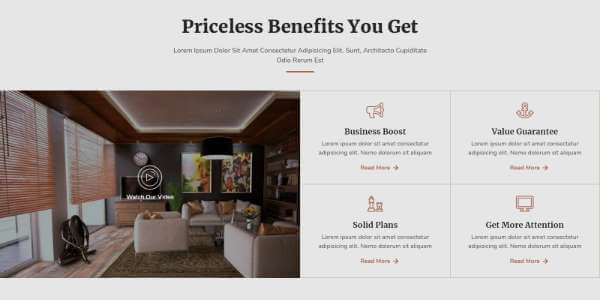 Priceless Benefits You Get
Lorem Ipsum Dolor Sit Amet Consectetur Adipisicing Elit. Sunt, Architecto Cupiditate
Odio Rerum Est
Watch Our Video
Business Boost
Lorem ipsum dolor sit amet consectetur
adipisicing elit. Nemo dolorum sit aliquam
Read More
Value Guarantee
Lorem ipsum dolor sit amet consectetur
adipisicing elit. Nemo dolorum sit aliquam
Read More
Solid Plans
Lorem ipsum dolor sit amet consectetur
adipisicing elit. Nemo dolorum sit aliquam
Read More
Get More Attention
Lorem ipsum dolor sit amet consectetur
adipisicing elit. Nemo dolorum sit aliquam
Read More